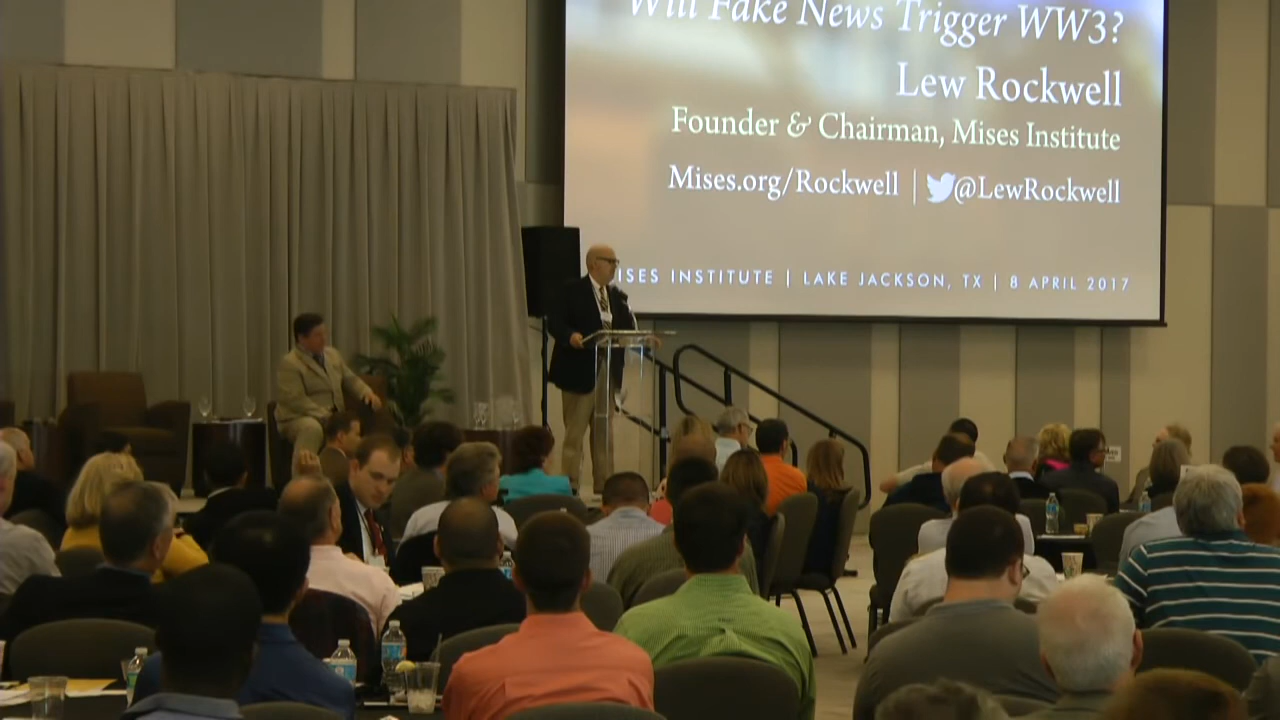 Will Fake News Trigger WW3?
Lew Rockwell
Founder & Chairman, Mises Institute
Mises.org/Rockwell | @LewRockwell
ISES INSTITUTE | LAKE JACKSON, TX | 8 APRIL 2017